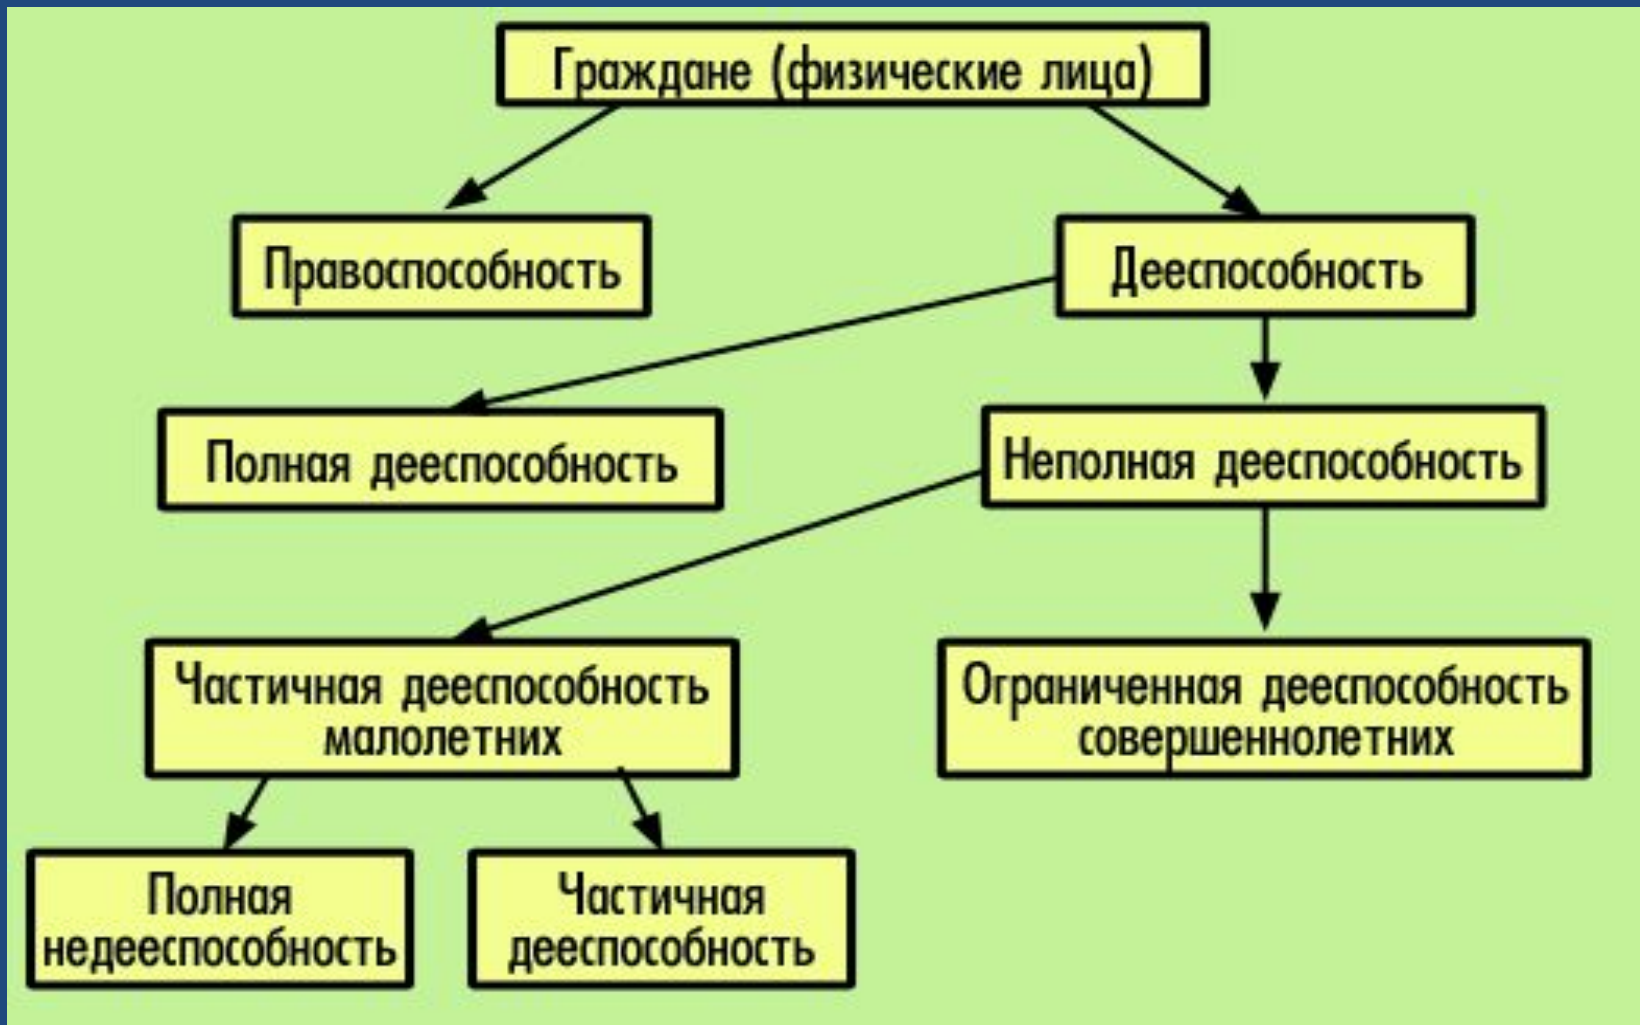 Граждане (физические лица)
Правоспособность
Дееспособность
Полная дееспособность
Неполная дееспособность
Частичная дееспособность
малолетних
Ограниченная дееспособность
совершеннолетних
Полная
недееспособность
Частичная
дееспособность